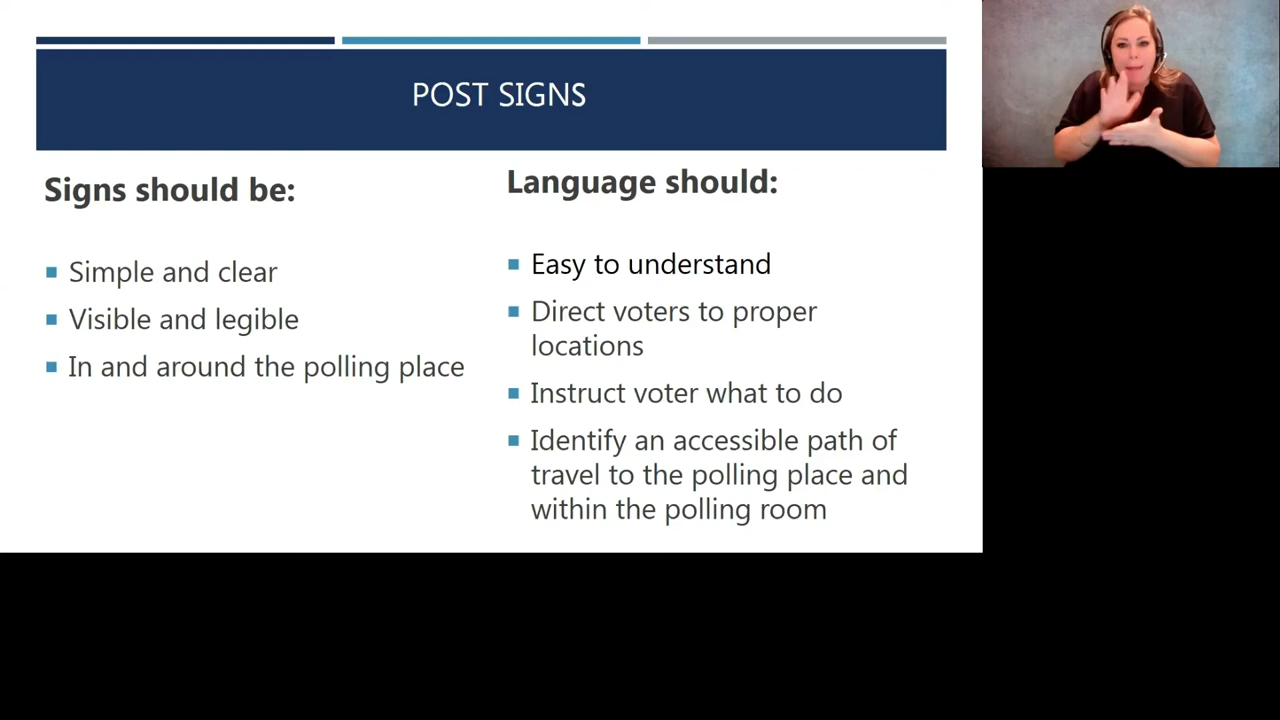 POST SIGNS
Signs should be:
Simple and clear
Visible and legible
In and around the polling place
Language should:
Easy to understand
Direct voters to proper
locations
Instruct voter what to do
Identify an accessible path of
travel to the polling place and
within the polling room